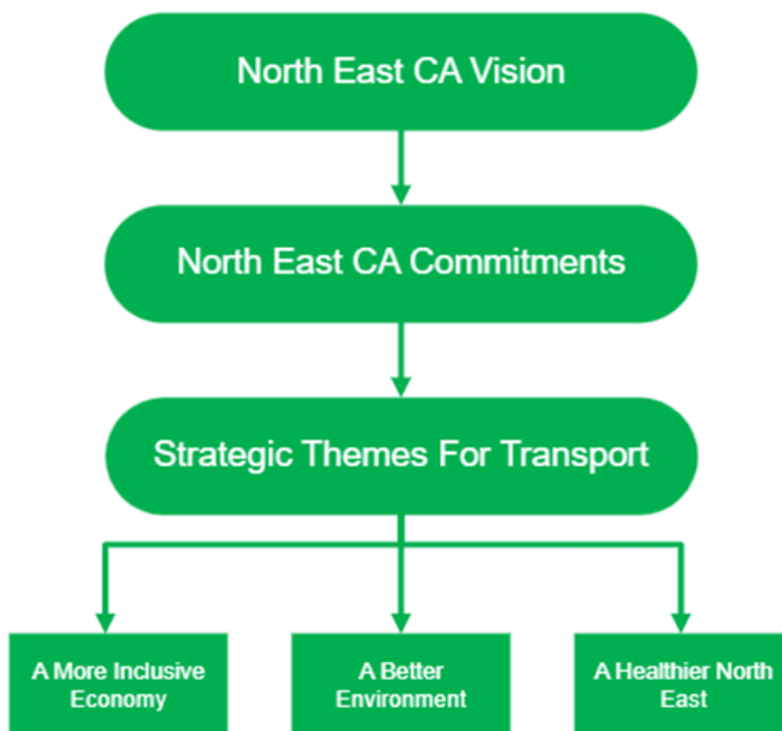 North East CA Vision
North East CA Commitments
Strategic Themes For Transport
A More Inclusive
Economy
A Better
Environment
A Healthier North
East